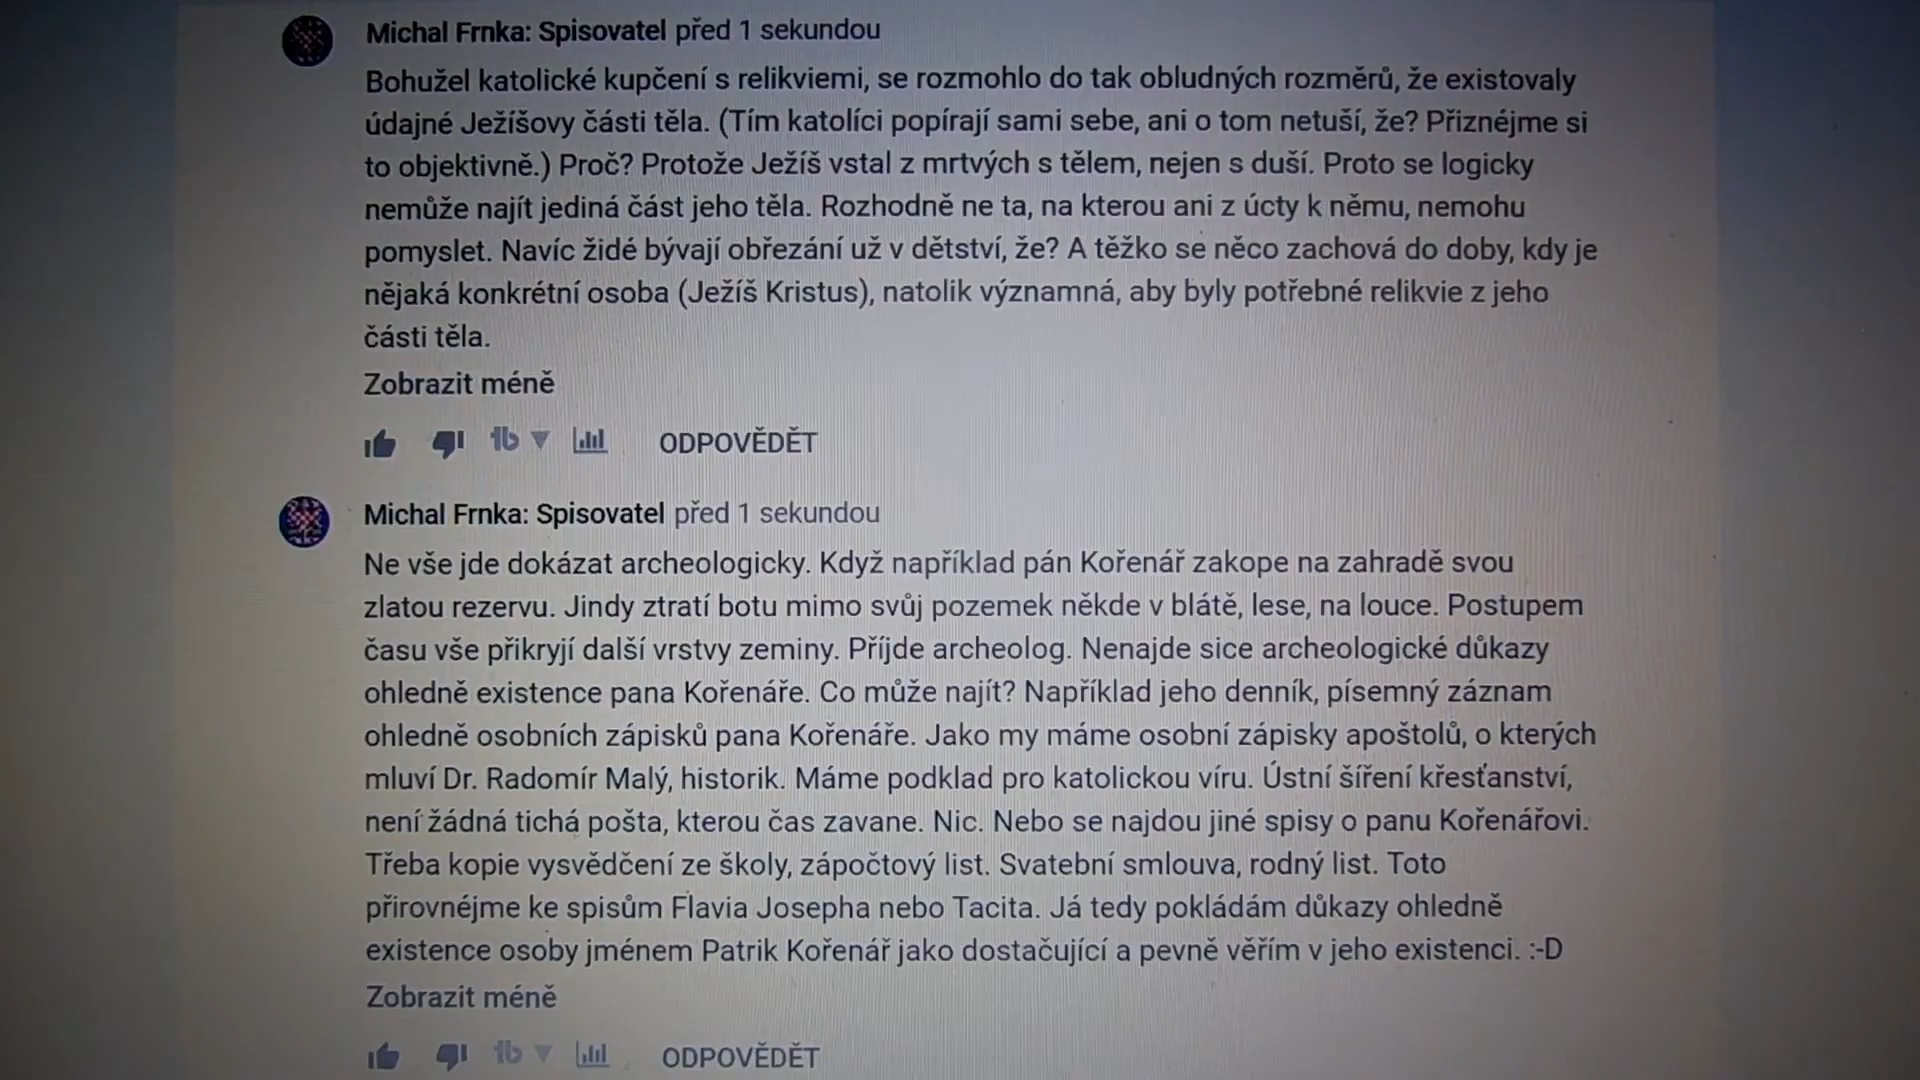 Michal Frnka: Spisovatel před 1 sekundou
Bohužel katolické kupčení s relikviemi, se rozmohlo do tak obludných rozměrů, že existovaly
údajné Ježíšovy části těla. (Tím katolíci popírají sami sebe, ani o tom netuší, že? Přiznéjme si
to objektivně.) Proč? Protože Ježíš vstal z mrtvých s tělem, nejen s duší. Proto se logicky
nemůže najít jediná část jeho těla. Rozhodně ne ta, na kterou ani z úcty k němu, nemohu
pomyslet. Navíc židé bývají obřezání už v dětství, že? A těžko se něco zachová do doby, kdy je
nějaká konkrétní osoba (Ježíš Kristus), natolik významná, aby byly potřebné relikvie z jeho
části těla.
Zobrazit méně
ODPOVĚDĚT
Michal Frnka: Spisovatel před 1 sekundou
Ne vše jde dokázat archeologicky. Když například pán Kořenář zakope na zahradě svou
zlatou rezervu. Jindy ztratí botu mimo svůj pozemek někde v blátě, lese, na louce. Postupem
času vše přikryjí další vrstvy zeminy. Příjde archeolog. Nenajde sice archeologické důkazy
ohledně existence pana Kořenáře. Co může najít? Například jeho denník, písemný záznam
ohledně osobních zápisků pana Kořenáře. Jako my máme osobní zápisky apoštolů, o kterých
mluví Dr. Radomír Malý, historik. Máme podklad pro katolickou víru. Ústní šíření křesťanství,
není žádná tichá pošta, kterou čas zavane. Nic. Nebo se najdou jiné spisy o panu Kořenářovi.
Třeba kopie vysvědčení ze školy, zápočtový list. Svatební smlouva, rodný list. Toto
přirovnéjme ke spisům Flavia Josepha nebo Tacita. Já tedy pokládám důkazy ohledně
existence osoby jménem Patrik Kořenář jako dostačující a pevně věřím v jeho existenci. :-D
Zobrazit méně
ODPOVĚDĚT